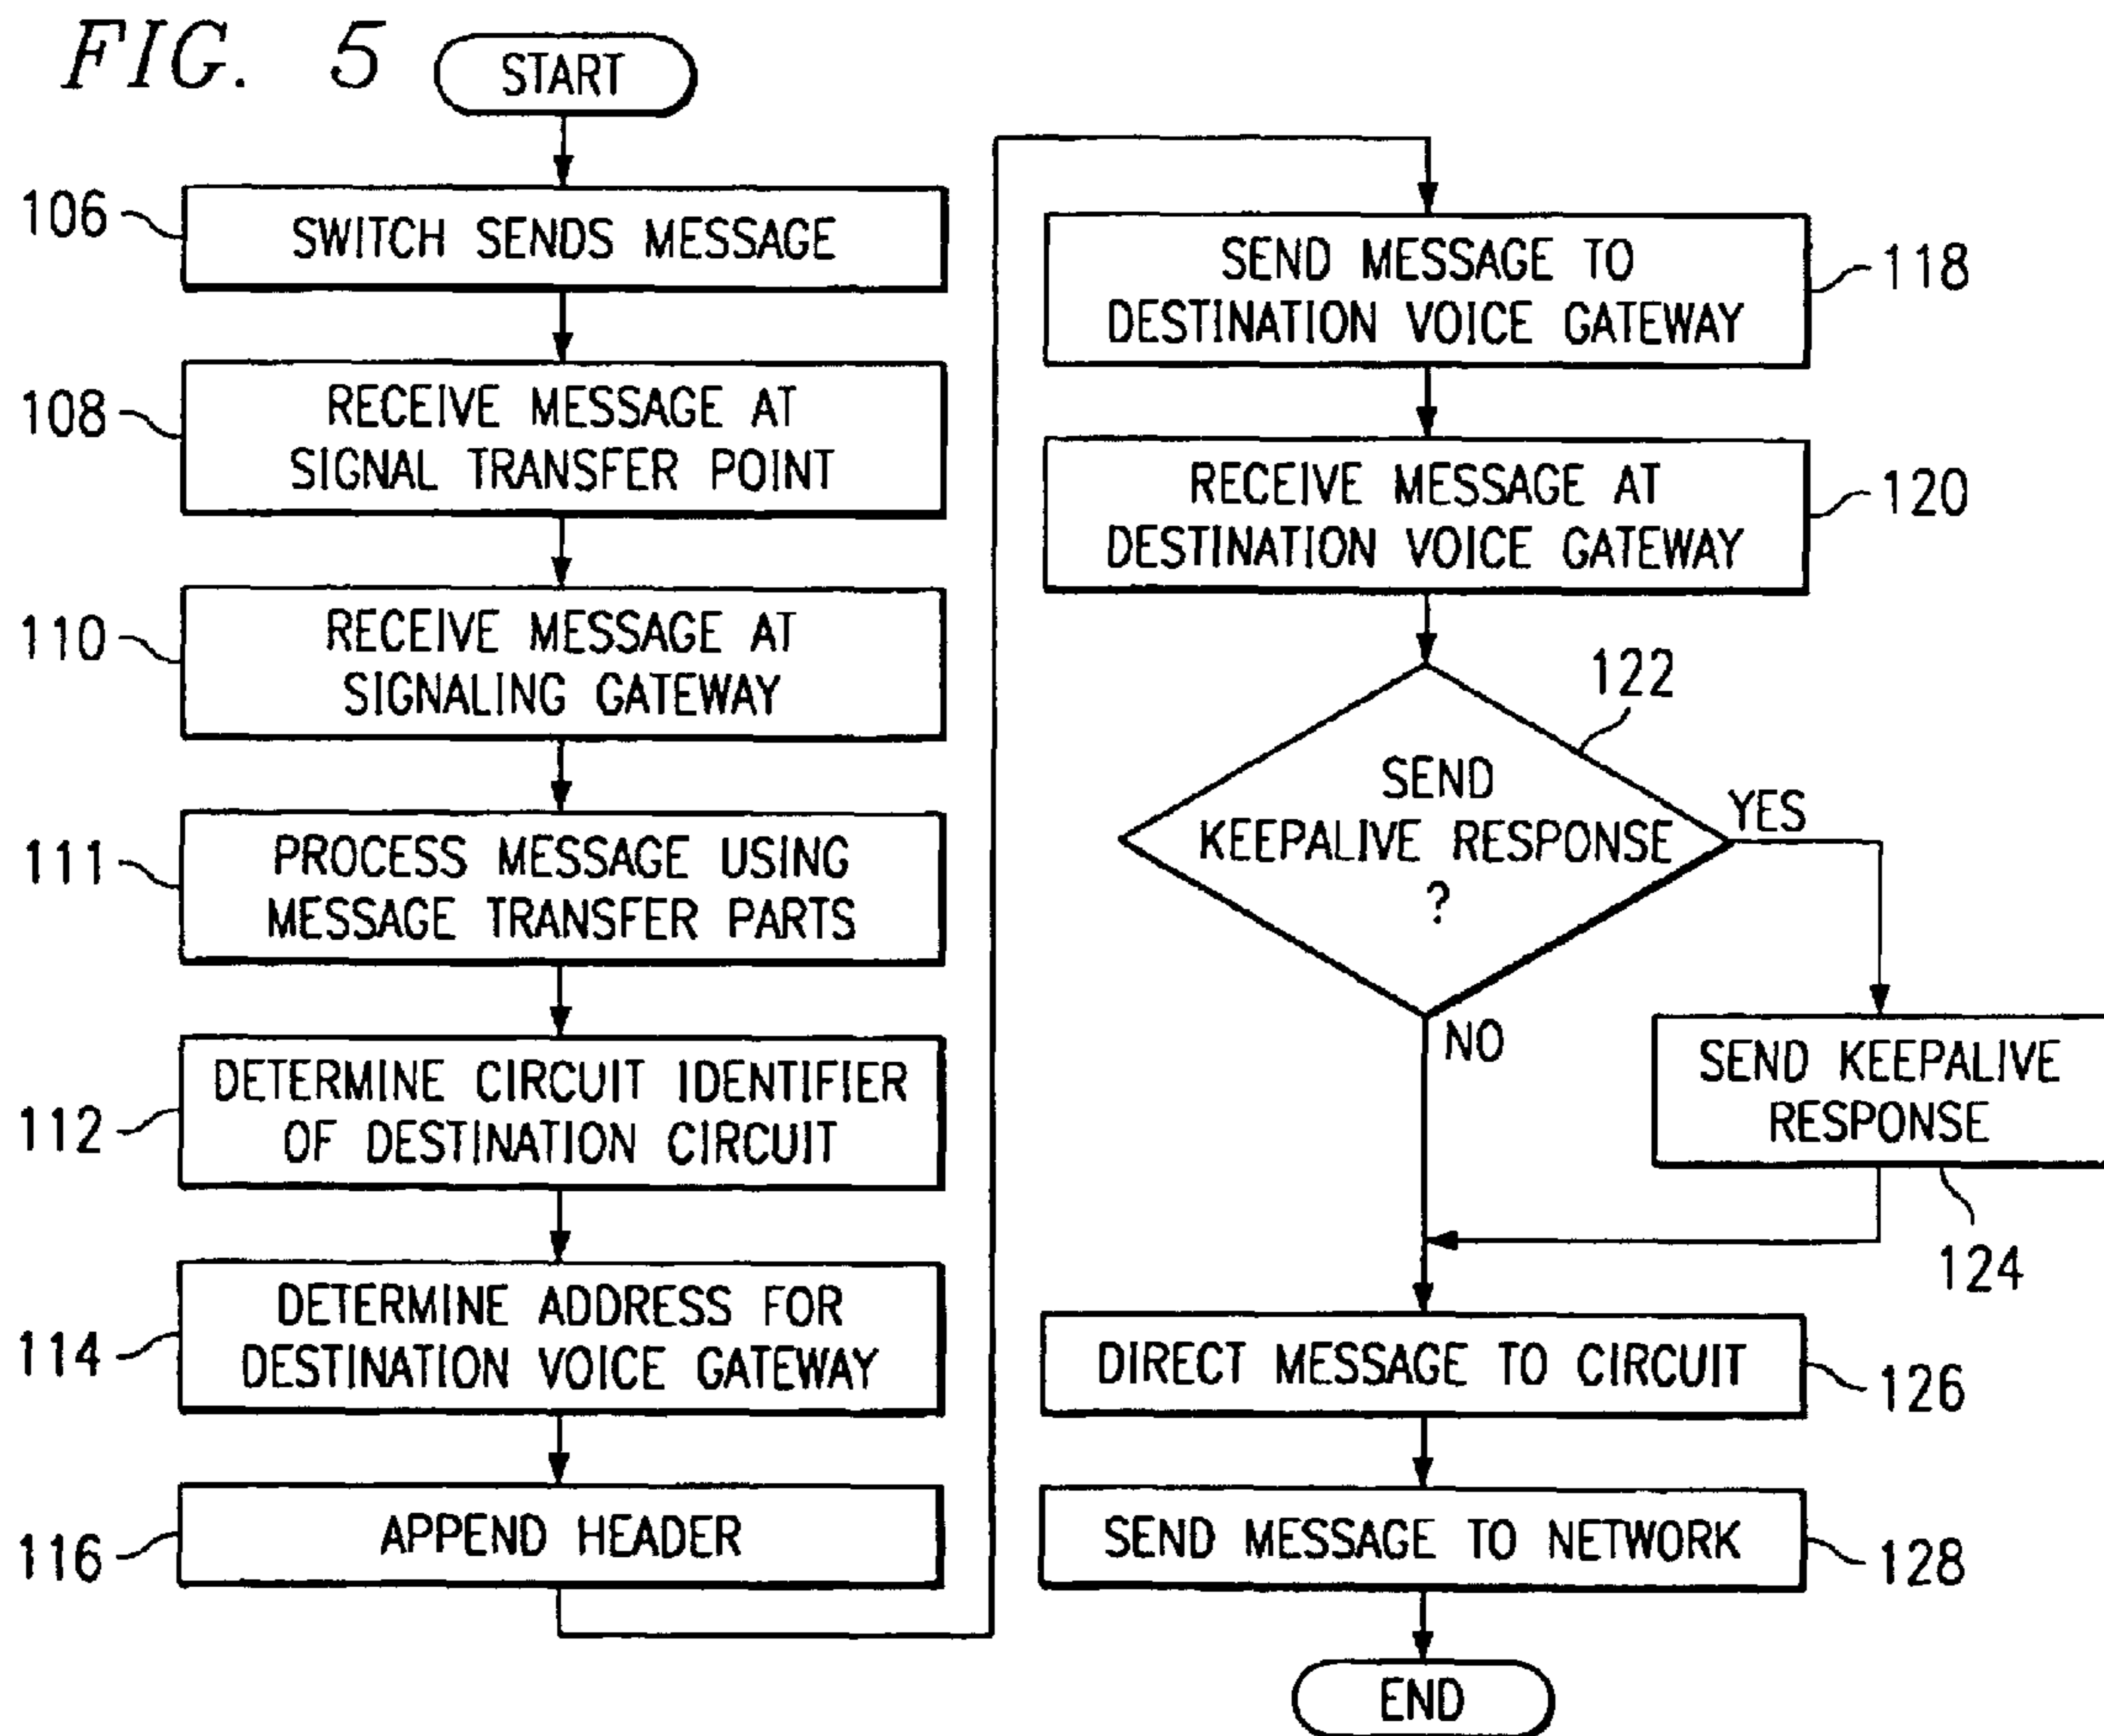 FIG. 5
START
106
SWITCH SENDS MESSAGE
108
RECEIVE MESSAGE AT
SIGNAL TRANSFER POINT
110
RECEIVE MESSAGE AT
SIGNALING GATEWAY
111
PROCESS MESSAGE USING
MESSAGE TRANSFER PARTS
112
DETERMINE CIRCUIT IDENTIFIER
OF DESTINATION CIRCUIT
114
DETERMINE ADDRESS FOR
DESTINATION VOICE GATEWAY
116
APPEND HEADER
SEND MESSAGE TO
DESTINATION VOICE GATEWAY
118
RECEIVE MESSAGE AT
DESTINATION VOICE GATEWAY
120
122
SEND
KEEPALIVE RESPONSE
?
YES
NO
SEND KEEPALIVE
RESPONSE
124
DIRECT MESSAGE TO CIRCUIT
126
SEND MESSAGE TO NETWORK
128
END